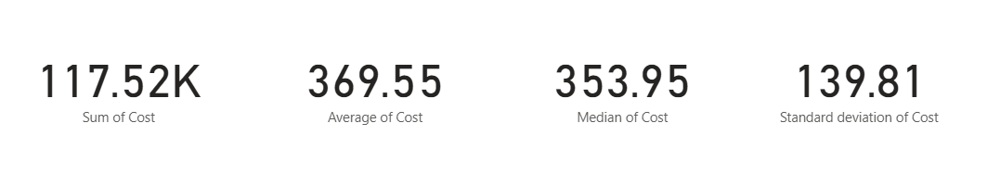 117.52K
Sum of Cost
369.55
Average of Cost
353.95
Median of Cost
139.81
Standard deviation of Cost